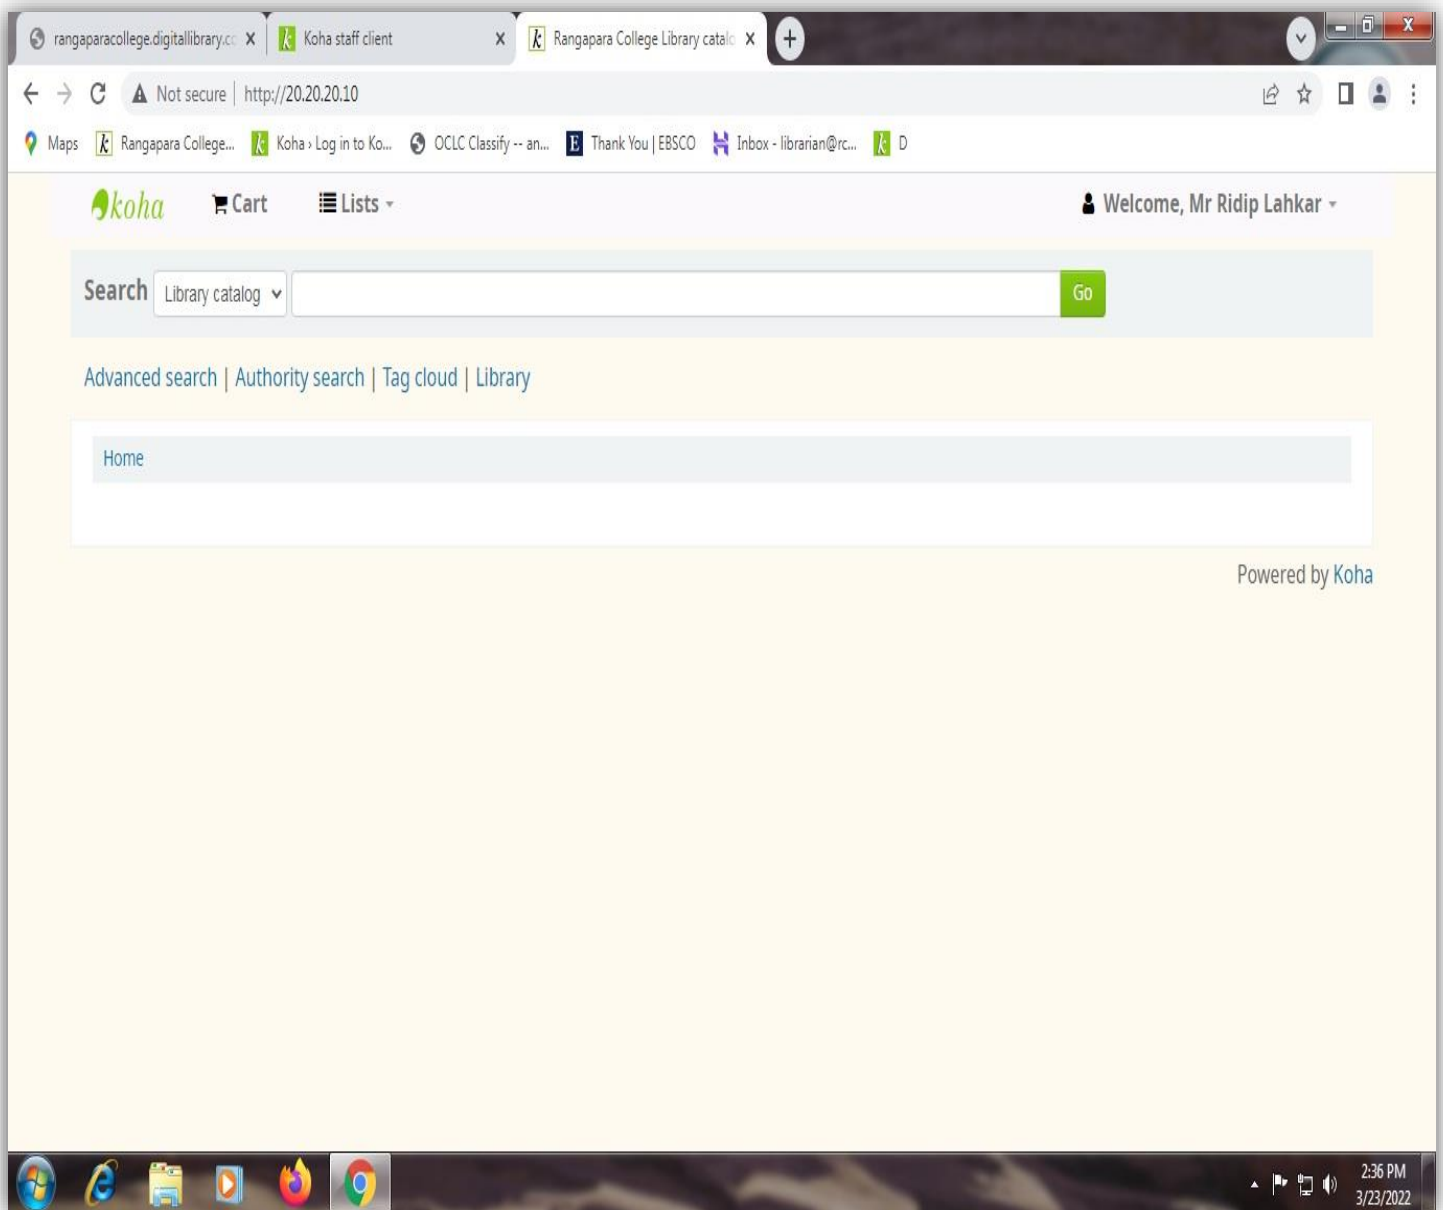 rangaparacollege.digitallibrary.co Koha staff client Rangapara College Library catalo
Not secure | http://20.20.20.10
Maps Rangapara College... Koha › Log in to Ko... OCLC Classify -- an... E Thank You | EBSCO Inbox - librarian@rc... D
koha Cart Lists Welcome, Mr Ridip Lahkar
Search Library catalog Go
Advanced search | Authority search | Tag cloud | Library
Home
Powered by Koha
2:36 PM
3/23/2022